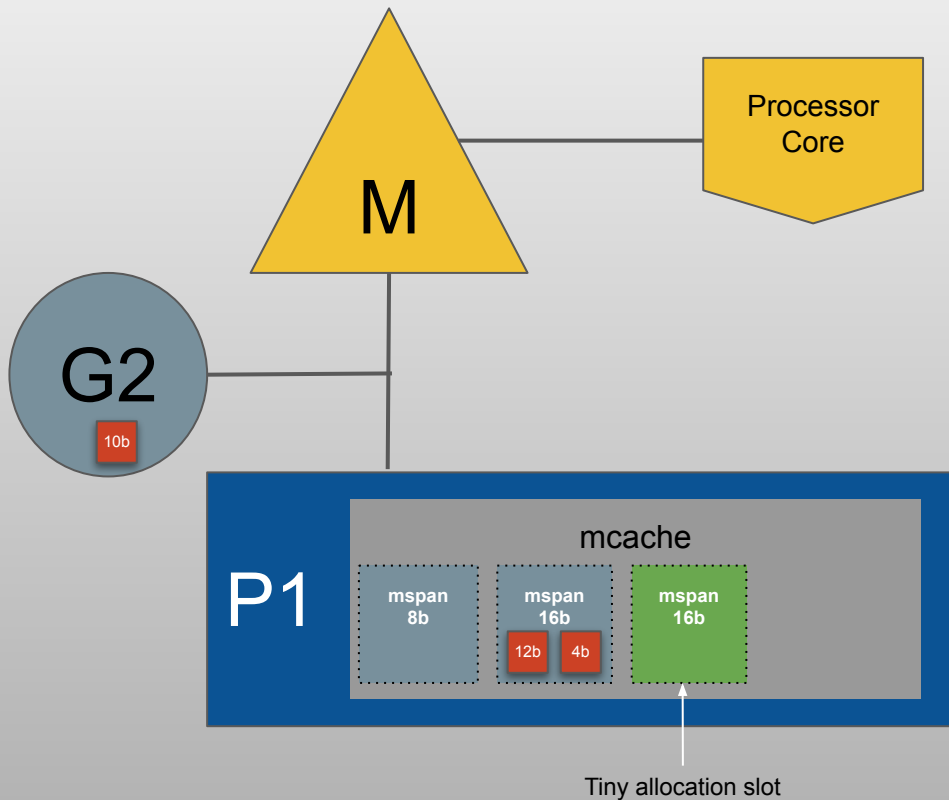 Processor
Core
M
G2
10b
mcache
P1
mspan
8b
mspan
16b
12b
4b
mspan
16b
Tiny allocation slot